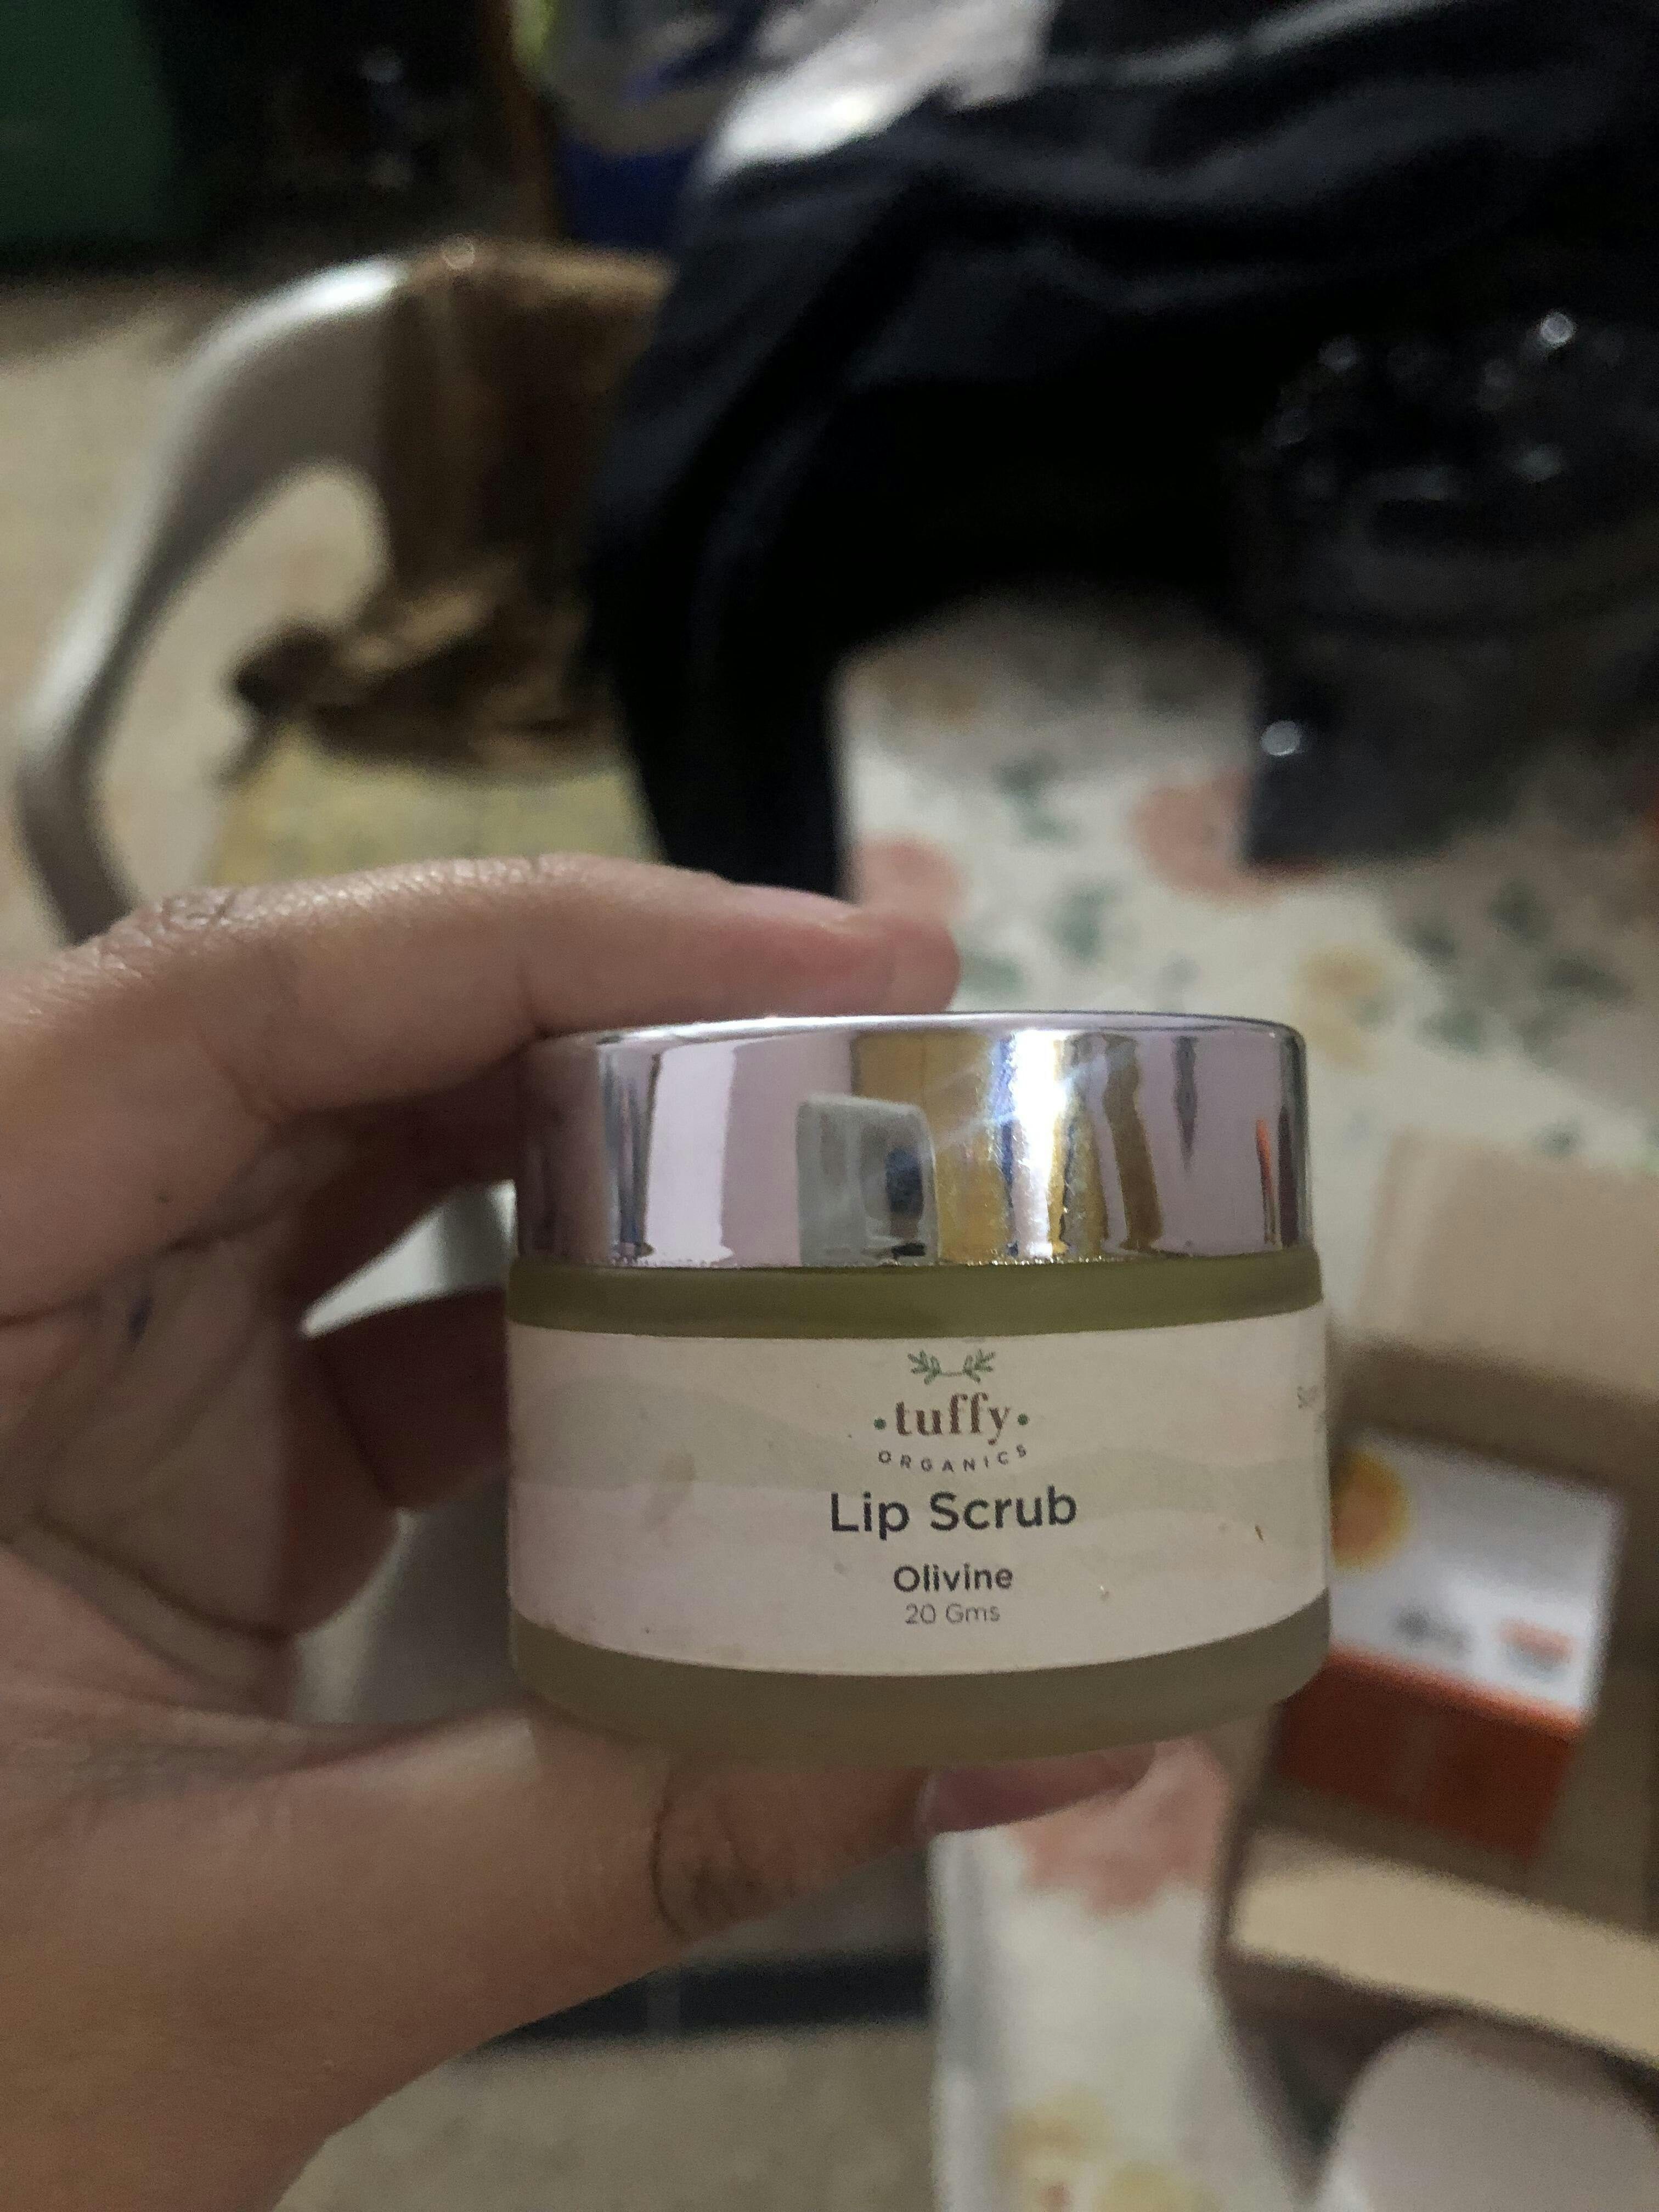 tuffy
ORGANICS
Lip Scrub
Olivine
20 Gms